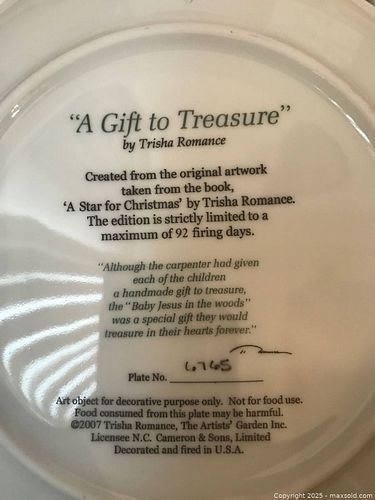 "A Gift to Treasure"
by Trisha Romance
Created from the original artwork
taken from the book,
'A Star for Christmas' by Trisha Romance.
The edition is strictly limited to a
maximum of 92 firing days.
"Although the carpenter had given
each of the children
a handmade gift to treasure,
the "Baby Jesus in the woods"
was a special gift they would
treasure in their hearts forever."
Plate No. 6765
Art object for decorative purpose only. Not for food use.
Food consumed from this plate may be harmful.
©2007 Trisha Romance, The Artists' Garden Inc.
Licensee N.C. Cameron & Sons, Limited
Decorated and fired in U.S.A.
Copyright 2025 - maxsold.com